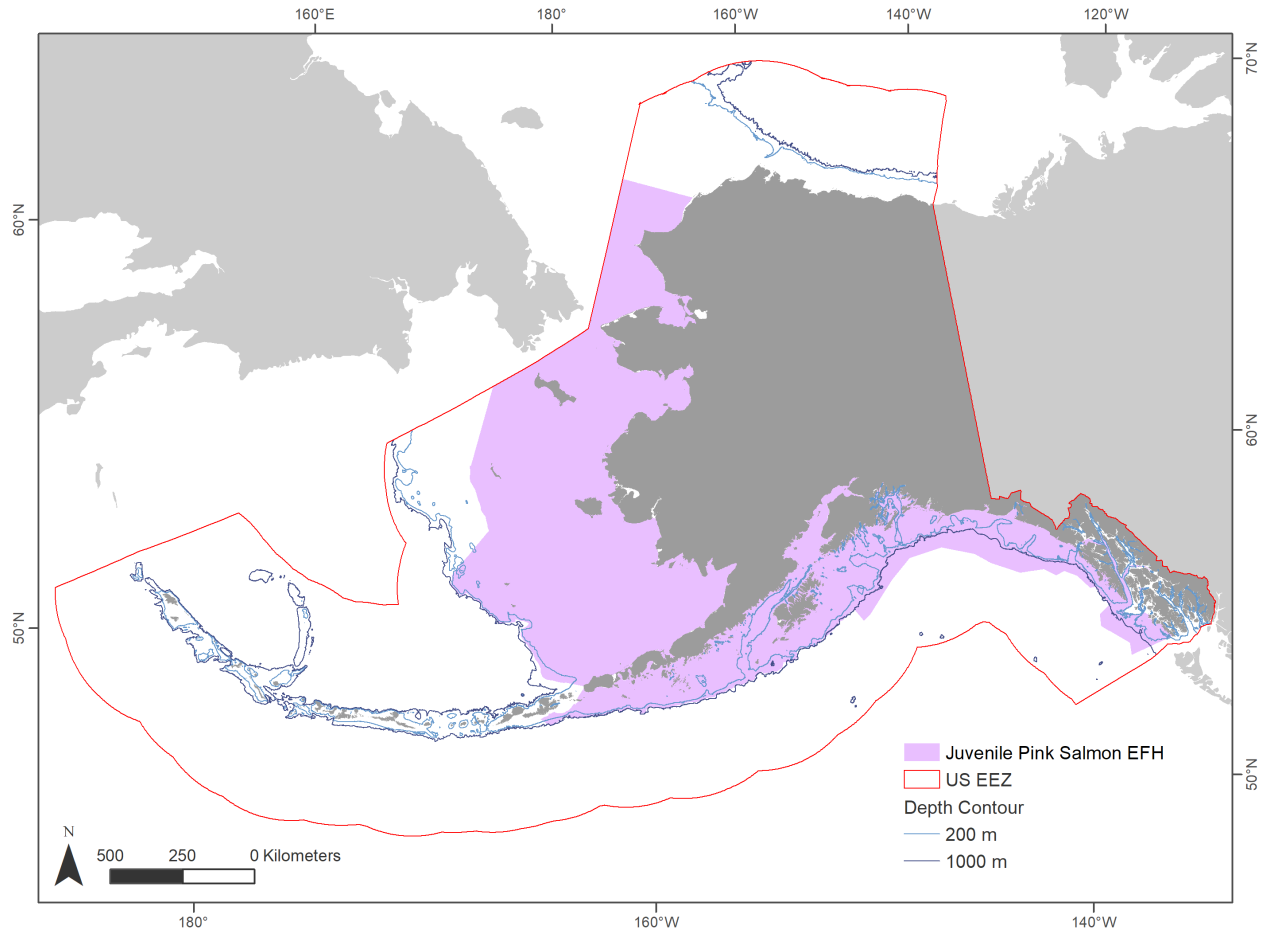 160°E 180° 160°W 140°W 120°W
70°N
60°N
60°N
50°N
50°N
Juvenile Pink Salmon EFH
US EEZ
Depth Contour
200 m
1000 m
N
500 250 0 Kilometers
180° 160°W 140°W